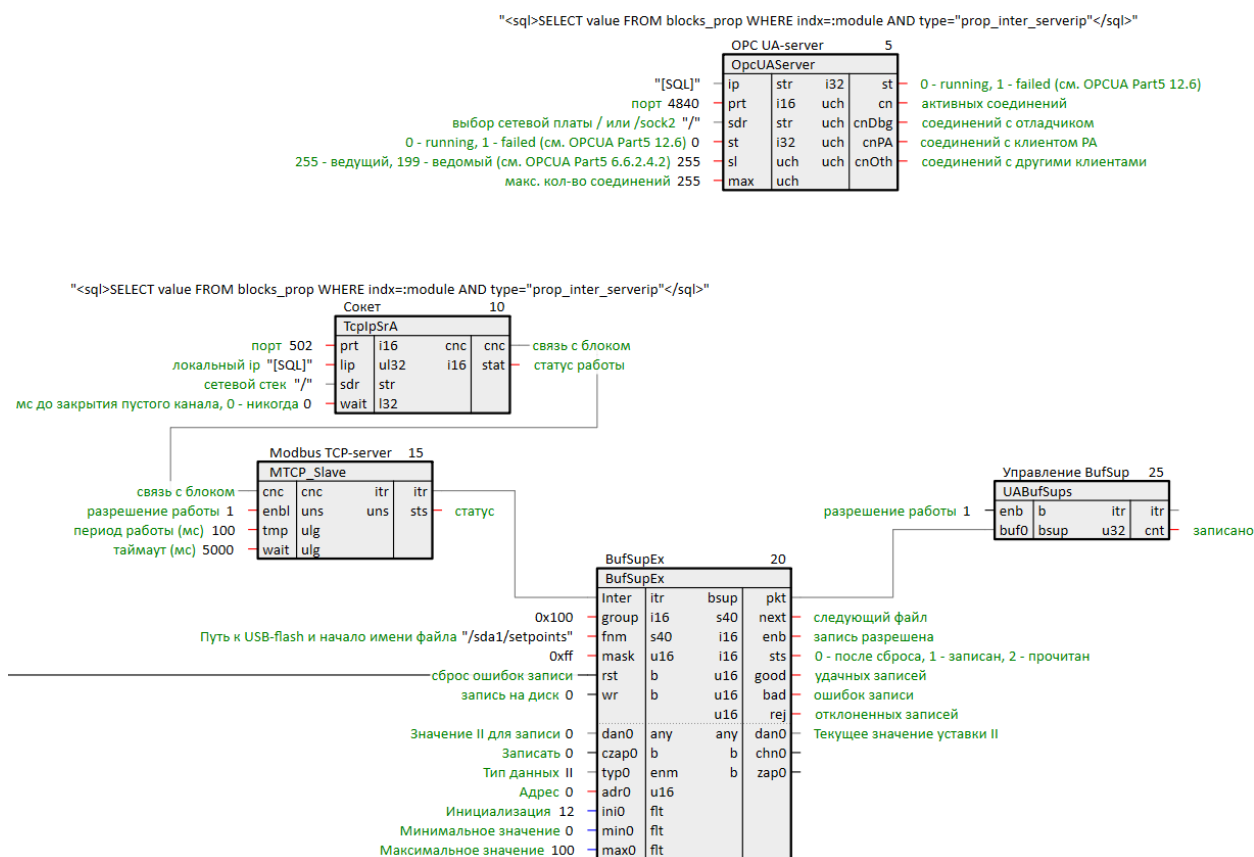 "<sql>SELECT value FROM blocks_prop WHERE indx=:module AND type="prop_inter_serverip"</sql>"
OPC UA-server 5
OpcUAServer
"[SQL]" ip str i32 st 0 - running, 1 - failed (см. OPCUA Part5 12.6)
порт 4840 prt i16 uch cn активных соединений
выбор сетевой платы / или /sock2 "/" sdr str uch cnDbg соединений с отладчиком
0 - running, 1 - failed (см. OPCUA Part5 12.6) 0 st i32 uch cnPA соединений с клиентом PA
255 - ведущий, 199 - ведомый (см. OPCUA Part5 6.6.2.4.2) 255 sl uch uch cnOth соединений с другими клиентами
макс. кол-во соединений 255 max uch
"<sql>SELECT value FROM blocks_prop WHERE indx=:module AND type="prop_inter_serverip"</sql>"
Сокет 10
TcpIpSrA
порт 502 prt i16 cnc cnc связь с блоком
локальный ip "[SQL]" lip ul32 i16 stat статус работы
сетевой стек "/" sdr str
мс до закрытия пустого канала, 0 - никогда 0 wait l32
Modbus TCP-server 15
MTCP_Slave
связь с блоком cnc cnc itr itr
разрешение работы 1 enbl uns uns sts статус
период работы (мс) 100 tmp ulg
таймаут (мс) 5000 wait ulg
Управление BufSup 25
UABufSups
разрешение работы 1 enb b itr itr
buf0 bsup u32 cnt записано
BufSupEx 20
BufSupEx
Inter itr bsup pkt
0x100 group i16 s40 next следующий файл
Путь к USB-flash и начало имени файла "/sda1/setpoints" fnm s40 i16 enb запись разрешена
0xff mask u16 i16 sts 0 - после сброса, 1 - записан, 2 - прочитан
сброс ошибок записи rst b u16 good удачных записей
запись на диск 0 wr b u16 bad ошибок записи
u16 rej отклоненных записей
Значение II для записи 0 dan0 any any dan0 Текущее значение уставки II
Записать 0 czap0 b b chn0
Тип данных II typ0 enm b zap0
Адрес 0 adr0 u16
Инициализация 12 ini0 flt
Минимальное значение 0 min0 flt
Максимальное значение 100 max0 flt